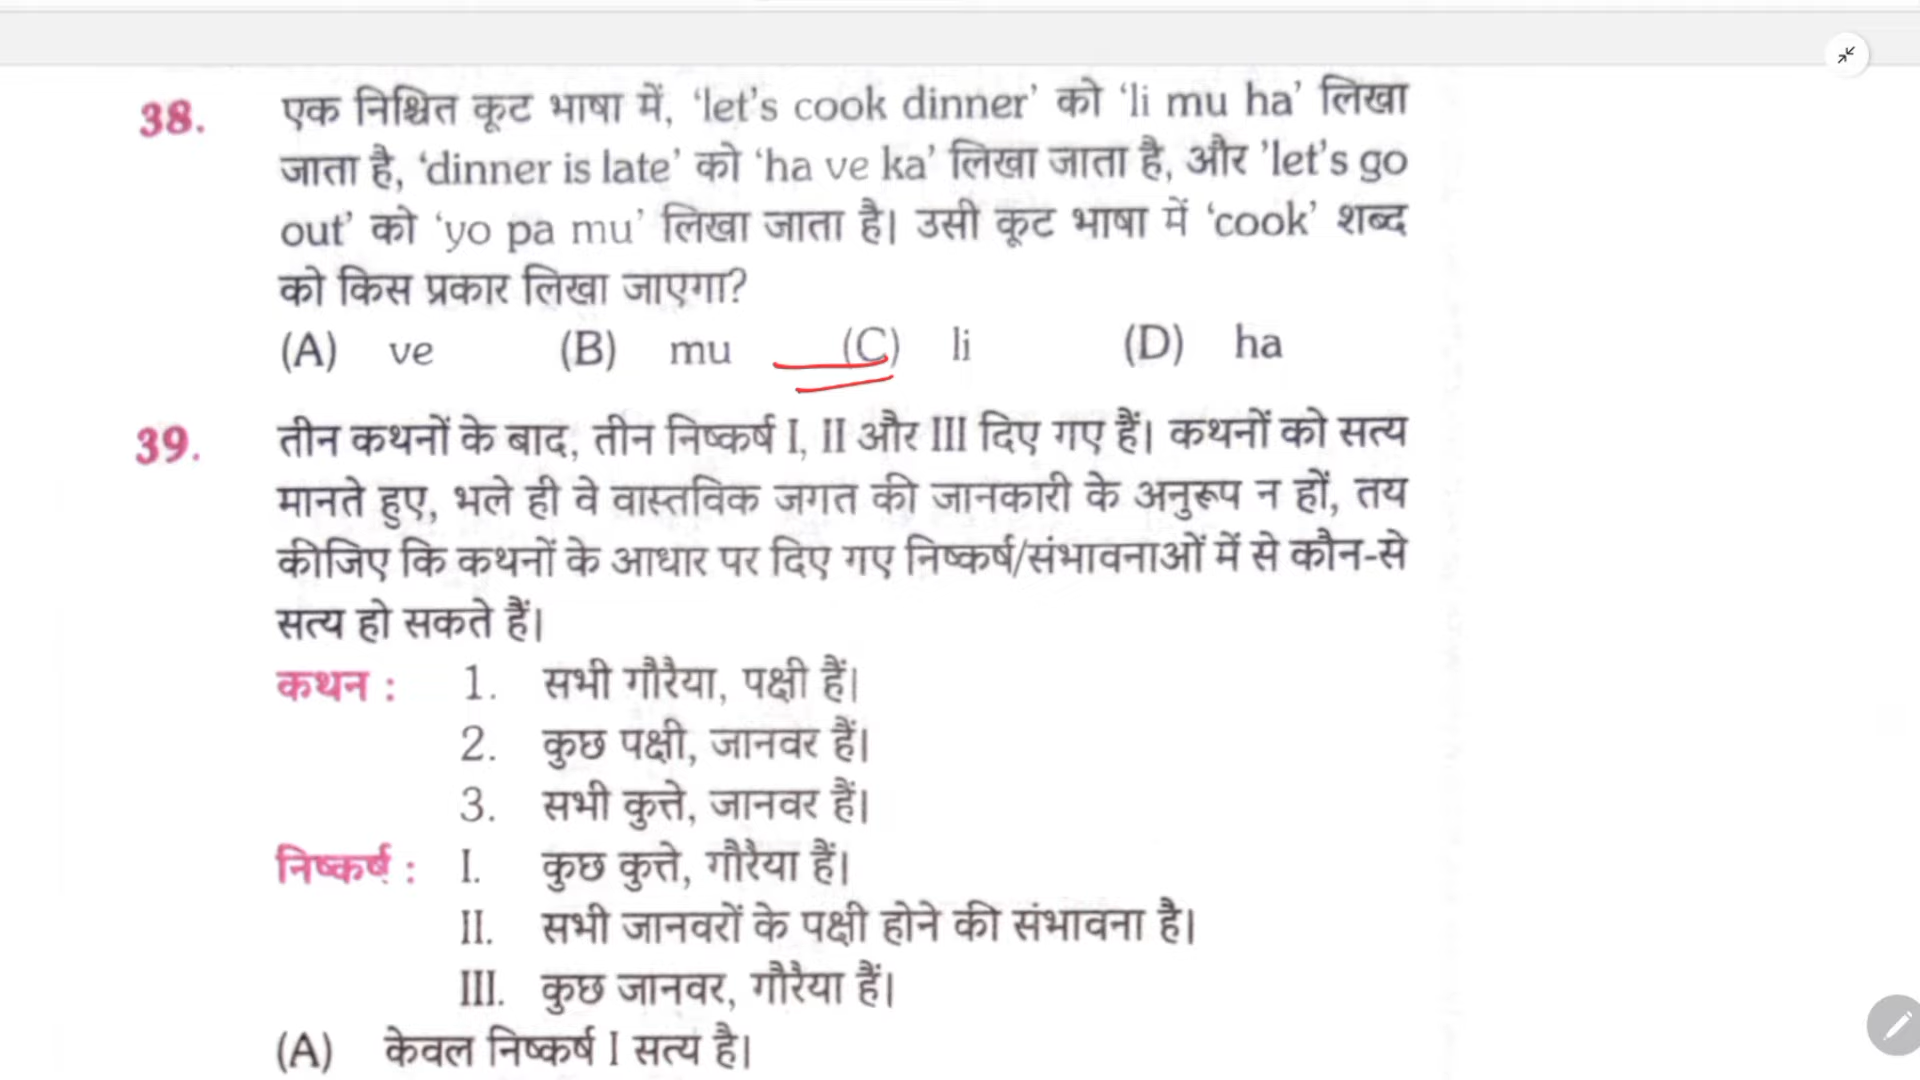 38. एक निश्चित कूट भाषा में, ‘let’s cook dinner’ को ‘li mu ha’ लिखा
जाता है, ‘dinner is late’ को ‘ha ve ka’ लिखा जाता है, और ’let’s go
out’ को ‘yo pa mu’ लिखा जाता है। उसी कूट भाषा में ‘cook’ शब्द
को किस प्रकार लिखा जाएगा?
(A) ve (B) mu (C) li (D) ha
39. तीन कथनों के बाद, तीन निष्कर्ष I, II और III दिए गए हैं। कथनों को सत्य
मानते हुए, भले ही वे वास्तविक जगत की जानकारी के अनुरूप न हों, तय
कीजिए कि कथनों के आधार पर दिए गए निष्कर्ष/संभावनाओं में से कौन-से
सत्य हो सकते हैं।
कथन : 1. सभी गौरैया, पक्षी हैं।
2. कुछ पक्षी, जानवर हैं।
3. सभी कुत्ते, जानवर हैं।
निष्कर्ष : I. कुछ कुत्ते, गौरैया हैं।
II. सभी जानवरों के पक्षी होने की संभावना है।
III. कुछ जानवर, गौरैया हैं।
(A) केवल निष्कर्ष I सत्य है।